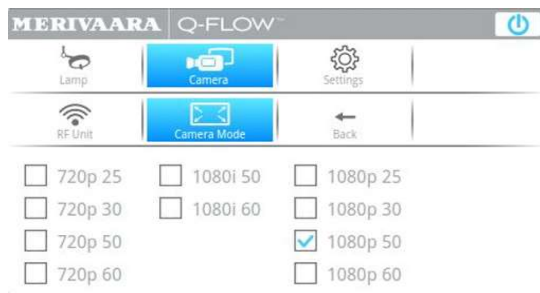 MERIVAARA Q-FLOW™
Lamp Camera Settings
RF Unit Camera Mode Back
720p 25 1080i 50 1080p 25
720p 30 1080i 60 1080p 30
720p 50 1080p 50
720p 60 1080p 60